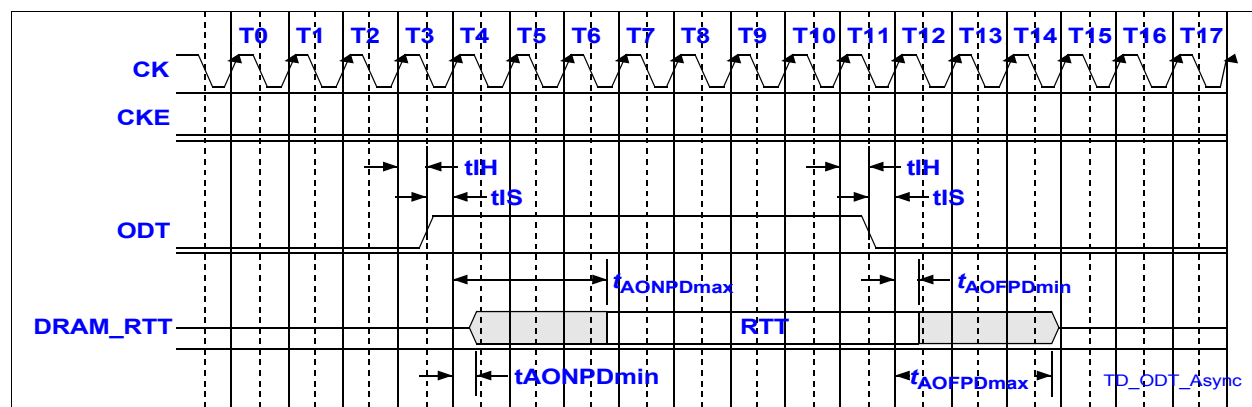 T0 T1 T2 T3 T4 T5 T6 T7 T8 T9 T10 T11 T12 T13 T14 T15 T16 T17
CK
CKE
tIH tIH
tIS tIS
ODT
tAONPDmax tAOFPDmin
DRAM_RTT RTT
tAONPDmin tAOFPDmax TD_ODT_Async